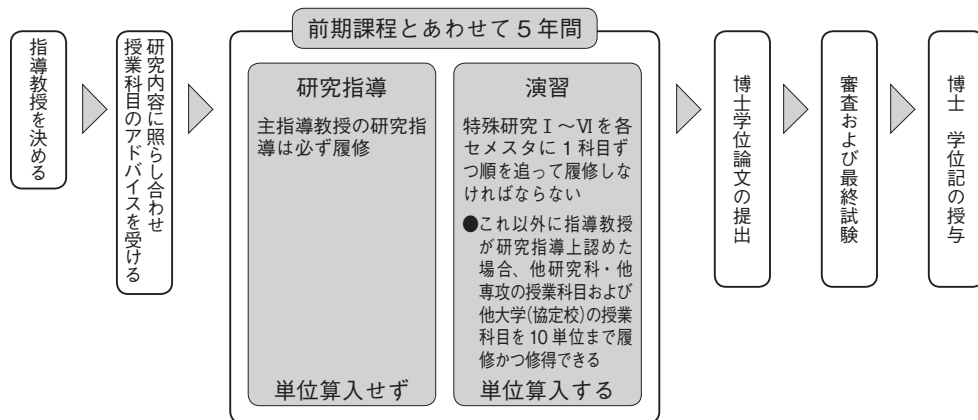 指導教授を決める
研究内容に照らし合わせ
授業科目のアドバイスを受ける
前期課程とあわせて5年間
研究指導
主指導教授の研究指
導は必ず履修
単位算入せず
演習
特殊研究Ⅰ～Ⅵを各
セメスタに1科目ず
つ順を追って履修しな
ければならない
●これ以外に指導教授
が研究指導上認めた
場合、他研究科・他
専攻の授業科目および
他大学(協定校)の授業
科目を10単位まで履
修かつ修得できる
単位算入する
博士学位論文の提出
審査および最終試験
博士 学位記の授与